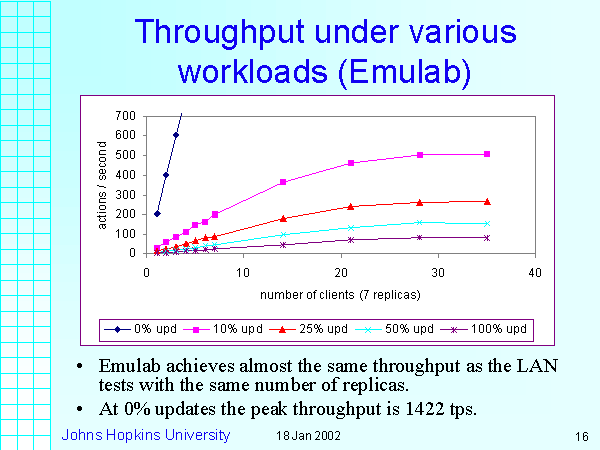 Throughput under various
workloads (Emulab)
700
600
500
400
300
200
100
0
actions / second
0 10 20 30 40
number of clients (7 replicas)
0% upd 10% upd 25% upd 50% upd 100% upd
• Emulab achieves almost the same throughput as the LAN
tests with the same number of replicas.
• At 0% updates the peak throughput is 1422 tps.
Johns Hopkins University 18 Jan 2002 16